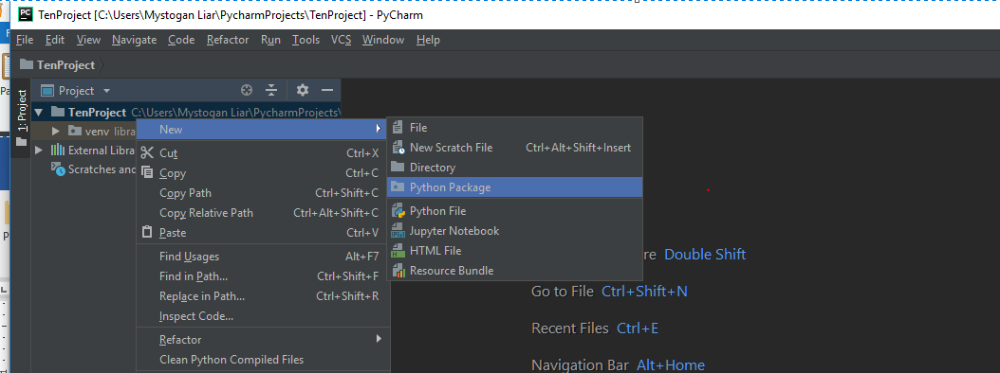 TenProject [C:\Users\Mystogan Liar\PycharmProjects\TenProject] - PyCharm
File Edit View Navigate Code Refactor Run Tools VCS Window Help
TenProject
1: Project
Project
TenProject C:\Users\Mystogan Liar\PycharmProjects\
venv
External
Scratches and
New
Cut Ctrl+X
Copy Ctrl+C
Copy Path Ctrl+Shift+C
Copy Relative Path Ctrl+Alt+Shift+C
Paste Ctrl+V
Find Usages Alt+F7
Find in Path... Ctrl+Shift+F
Replace in Path... Ctrl+Shift+R
Inspect Code...
Refactor
Clean Python Compiled Files
File
New Scratch File Ctrl+Alt+Shift+Insert
Directory
Python Package
Python File
Jupyter Notebook
HTML File
Resource Bundle
re Double Shift
Go to File Ctrl+Shift+N
Recent Files Ctrl+E
Navigation Bar Alt+Home